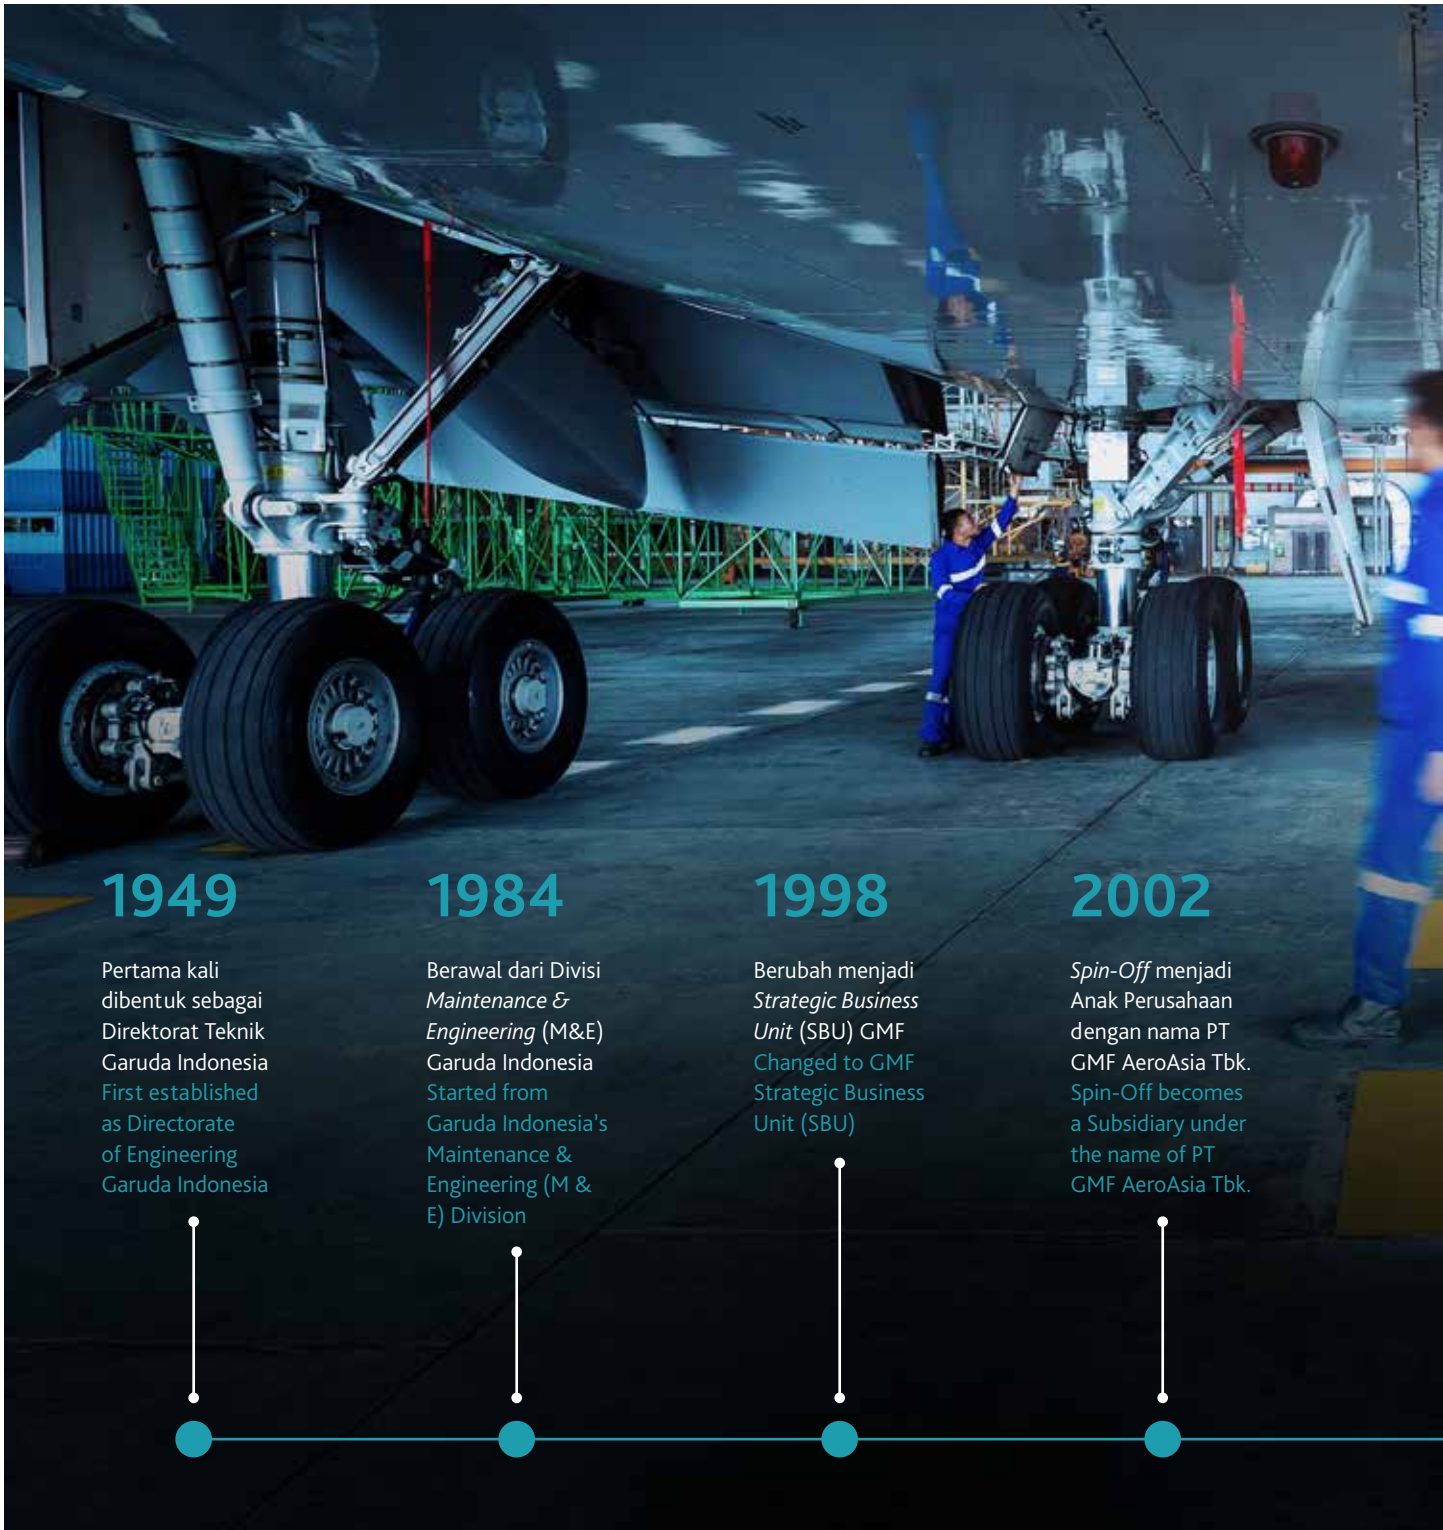 1949
Pertama kali
dibentuk sebagai
Direktorat Teknik
Garuda Indonesia
First established
as Directorate
of Engineering
Garuda Indonesia
1984
Berawal dari Divisi
Maintenance &
Engineering (M&E)
Garuda Indonesia
Started from
Garuda Indonesia's
Maintenance &
Engineering (M &
E) Division
1998
Berubah menjadi
Strategic Business
Unit (SBU) GMF
Changed to GMF
Strategic Business
Unit (SBU)
2002
Spin-Off menjadi
Anak Perusahaan
dengan nama PT
GMF AeroAsia Tbk.
Spin-Off becomes
a Subsidiary under
the name of PT
GMF AeroAsia Tbk.